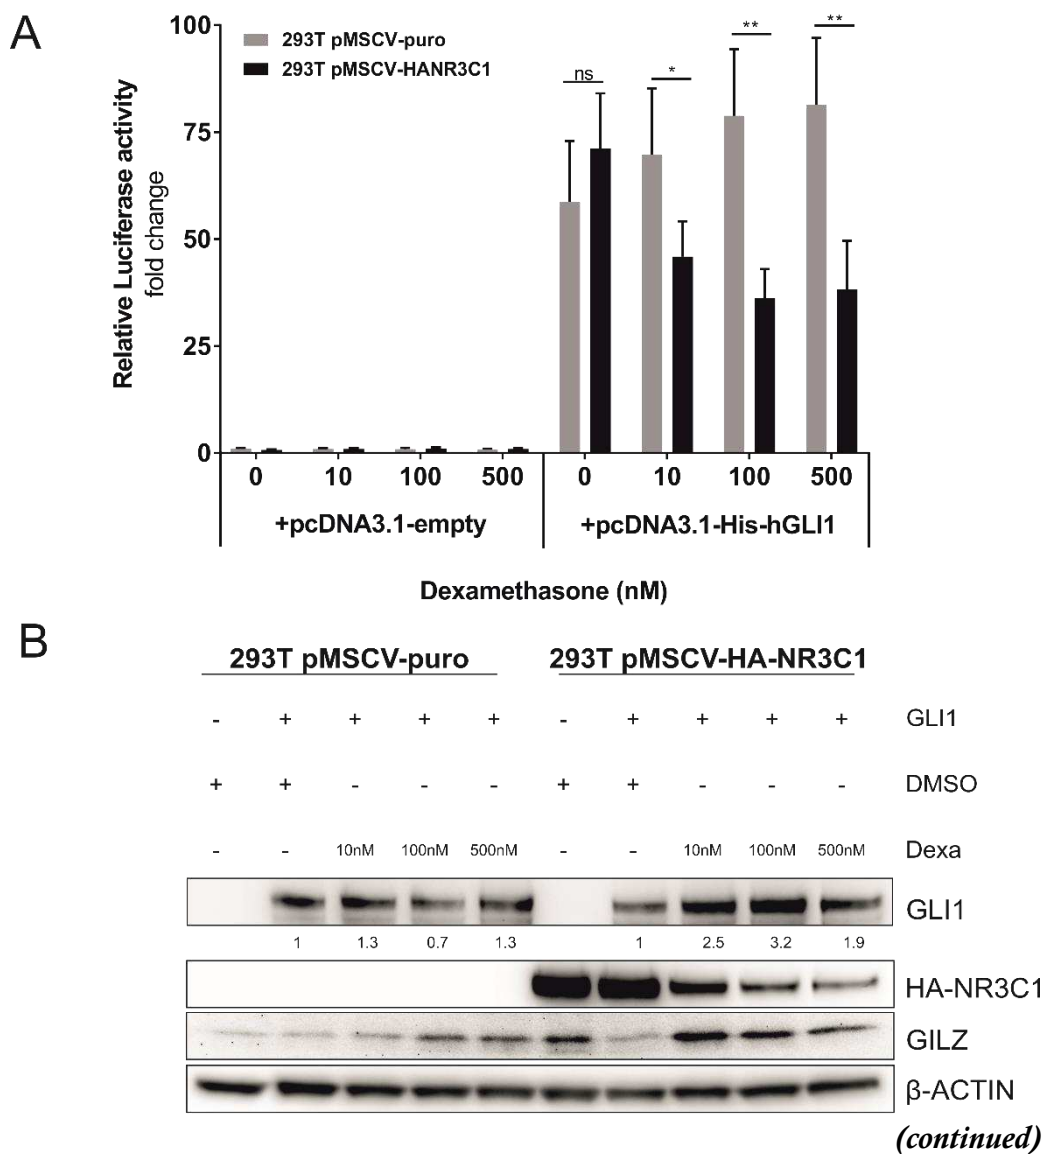 A
100
293T pMSCV-puro
293T pMSCV-HANR3C1
ns
*
**
**
Relative Luciferase activity
fold change
75
50
25
0
0 10 100 500 0 10 100 500
+pcDNA3.1-empty +pcDNA3.1-His-hGLI1
Dexamethasone (nM)
B
293T pMSCV-puro 293T pMSCV-HA-NR3C1
- + + + + - + + + + GLI1
+ + - - - + + - - - DMSO
- - 10nM 100nM 500nM - - 10nM 100nM 500nM Dexa
GLI1
1 1.3 0.7 1.3 1 2.5 3.2 1.9
HA-NR3C1
GILZ
β-ACTIN
(continued)